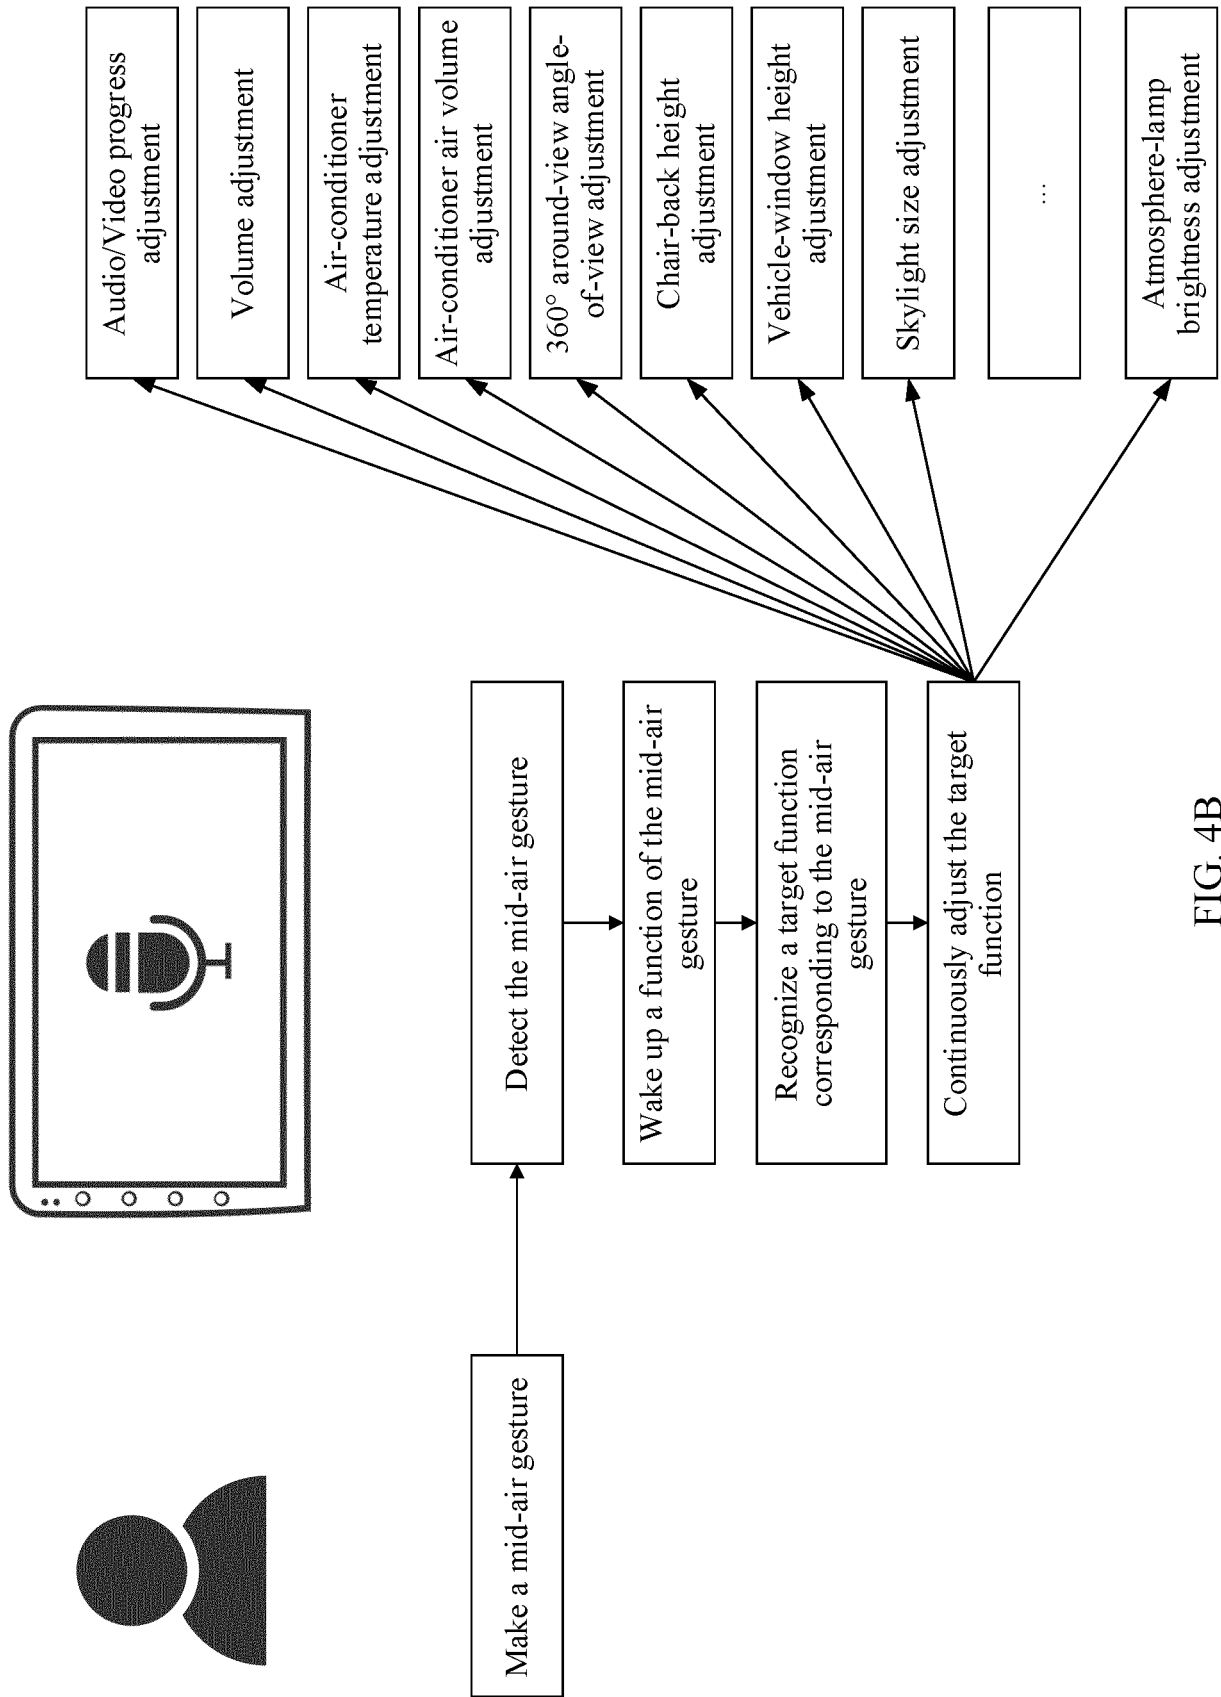 Make a mid-air gesture
Detect the mid-air gesture
Wake up a function of the mid-air
gesture
Recognize a target function
corresponding to the mid-air
gesture
Continuously adjust the target
function
Audio/Video progress
adjustment
Volume adjustment
Air-conditioner
temperature adjustment
Air-conditioner air volume
adjustment
360° around-view angle-
of-view adjustment
Chair-back height
adjustment
Vehicle-window height
adjustment
Skylight size adjustment
...
Atmosphere-lamp
brightness adjustment
FIG. 4B